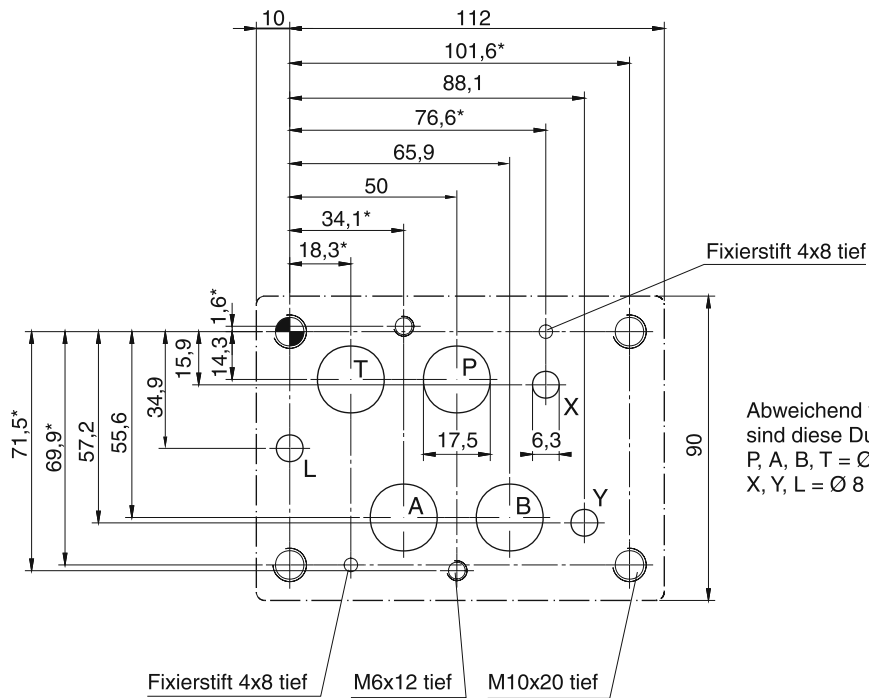 10
112
101,6*
88,1
76,6*
65,9
50
34,1*
18,3*
Fixierstift 4x8 tief
1,6*
14,3
15,9
34,9
55,6
57,2
69,9*
71,5*
T
P
X
L
17,5
6,3
90
A
B
Y
Abweichend
sind diese Du
P, A, B, T = Ø
X, Y, L = Ø 8
Fixierstift 4x8 tief
M6x12 tief
M10x20 tief